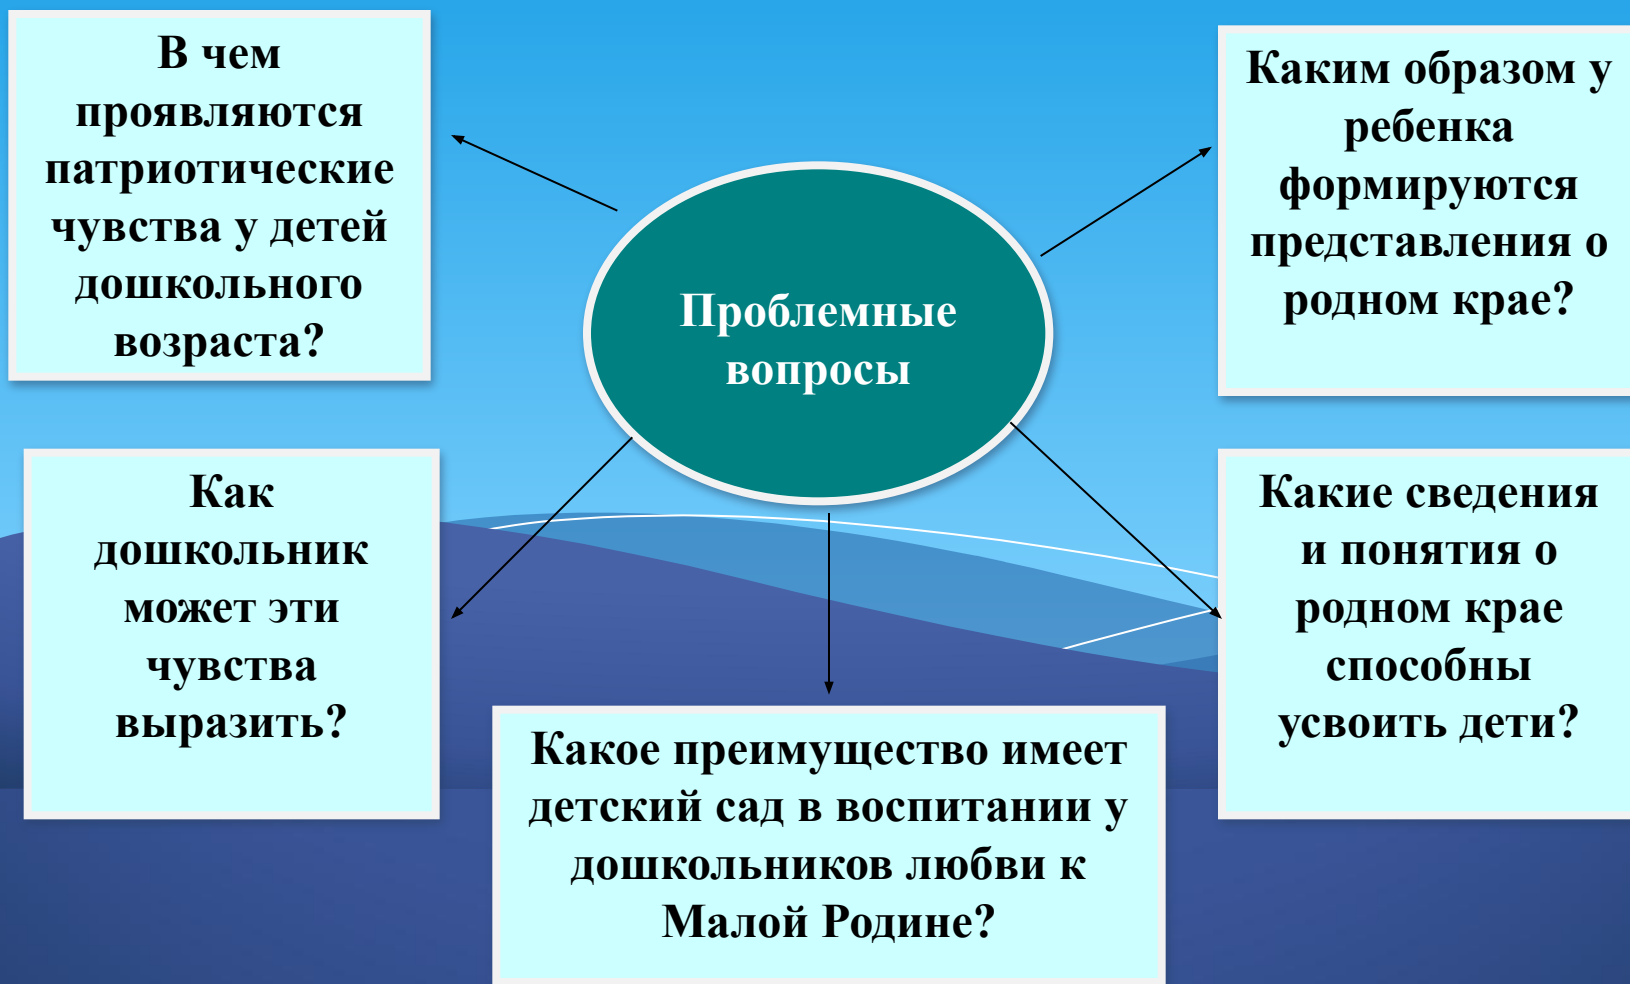 В чем
проявляются
патриотические
чувства у детей
дошкольного
возраста?
Каким образом у
ребенка
формируются
представления о
родном крае?
Проблемные
вопросы
Как
дошкольник
может эти
чувства
выразить?
Какие сведения
и понятия о
родном крае
способны
усвоить дети?
Какое преимущество имеет
детский сад в воспитании у
дошкольников любви к
Малой Родине?